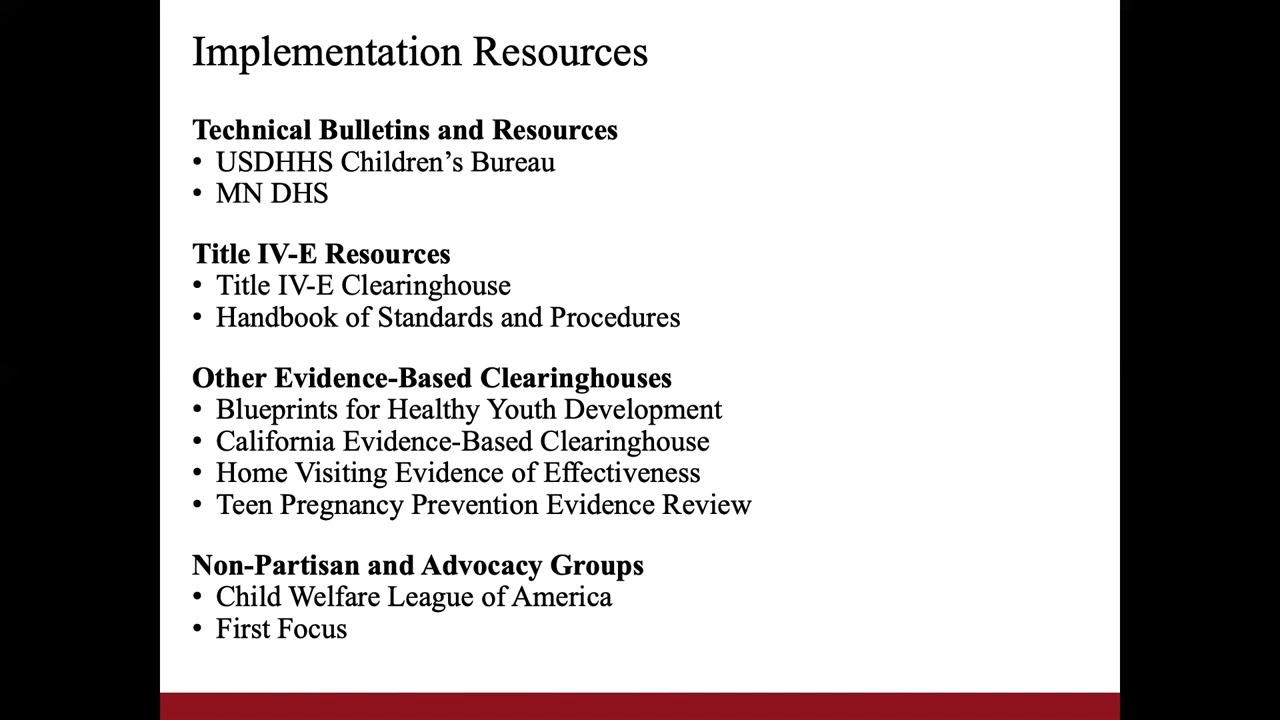 Implementation Resources
Technical Bulletins and Resources
• USDHHS Children's Bureau
• MN DHS
Title IV-E Resources
• Title IV-E Clearinghouse
• Handbook of Standards and Procedures
Other Evidence-Based Clearinghouses
• Blueprints for Healthy Youth Development
• California Evidence-Based Clearinghouse
• Home Visiting Evidence of Effectiveness
• Teen Pregnancy Prevention Evidence Review
Non-Partisan and Advocacy Groups
• Child Welfare League of America
• First Focus